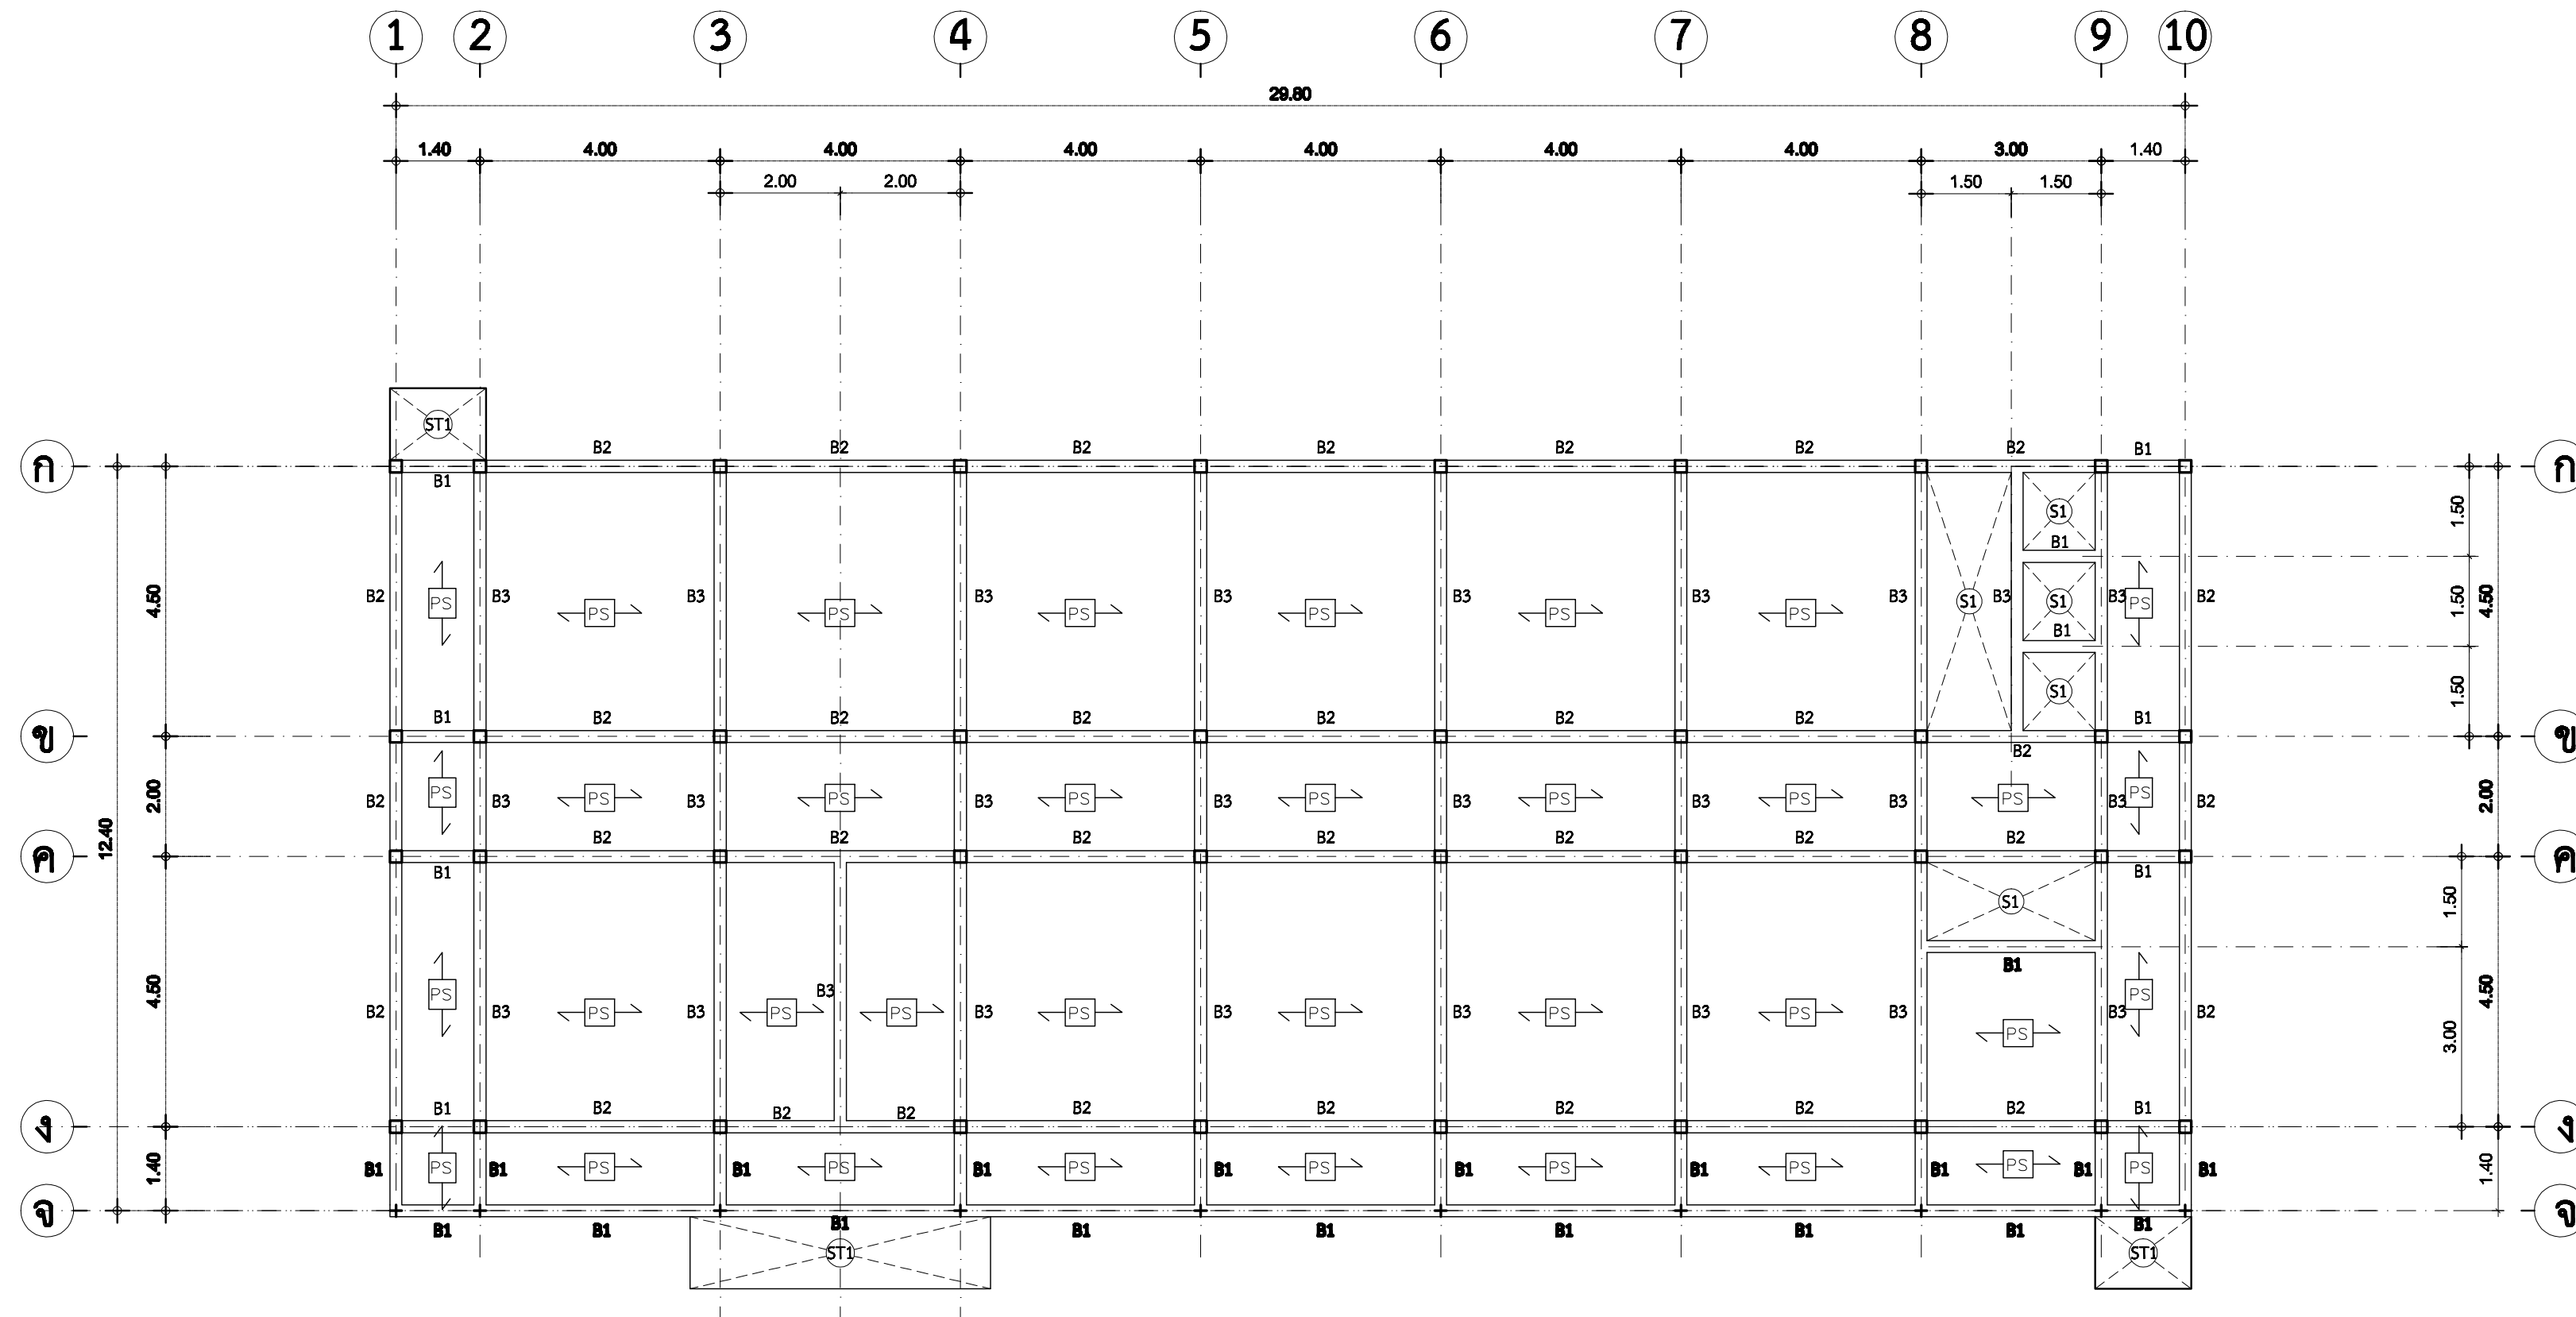 1 2 3 4 5 6 7 8 9 10
29.80
1.40 4.00 4.00 4.00 4.00 4.00 4.00 3.00 1.40
2.00 2.00 1.50 1.50
ST1
B2 B2 B2 B2 B2 B2 B2 B1
ก ก
B1
S1 1.50
B1
B2 B3 B3 B3 B3 B3 B3 B3 B3 B3 B2
4.50 PS PS PS PS PS PS PS S1 S1 PS 1.50 4.50
B1
S1 1.50
B1 B2 B2 B2 B2 B2 B2 B1
ข ข
B2
2.00 PS PS PS PS PS PS PS PS PS 2.00
B2 B3 B3 B3 B3 B3 B3 B3 B3 B2
12.40
B2 B2 B2 B2 B2 B2 B2
ค ค
B1 B1
S1 1.50
B1
4.50 PS B3 PS 4.50
B2 B3 PS B3 PS PS B3 PS B3 PS B3 PS B3 PS B3 B3 B2
PS 3.00
B1 B2 B2 B2 B2 B2 B2 B2 B2 B1
ง ง
1.40 B1 PS B1 PS B1 PS B1 PS B1 PS B1 PS B1 PS B1 PS B1 PS B1 1.40
จ จ
B1 B1 B1 B1 B1 B1 B1 B1 B1
ST1 ST1